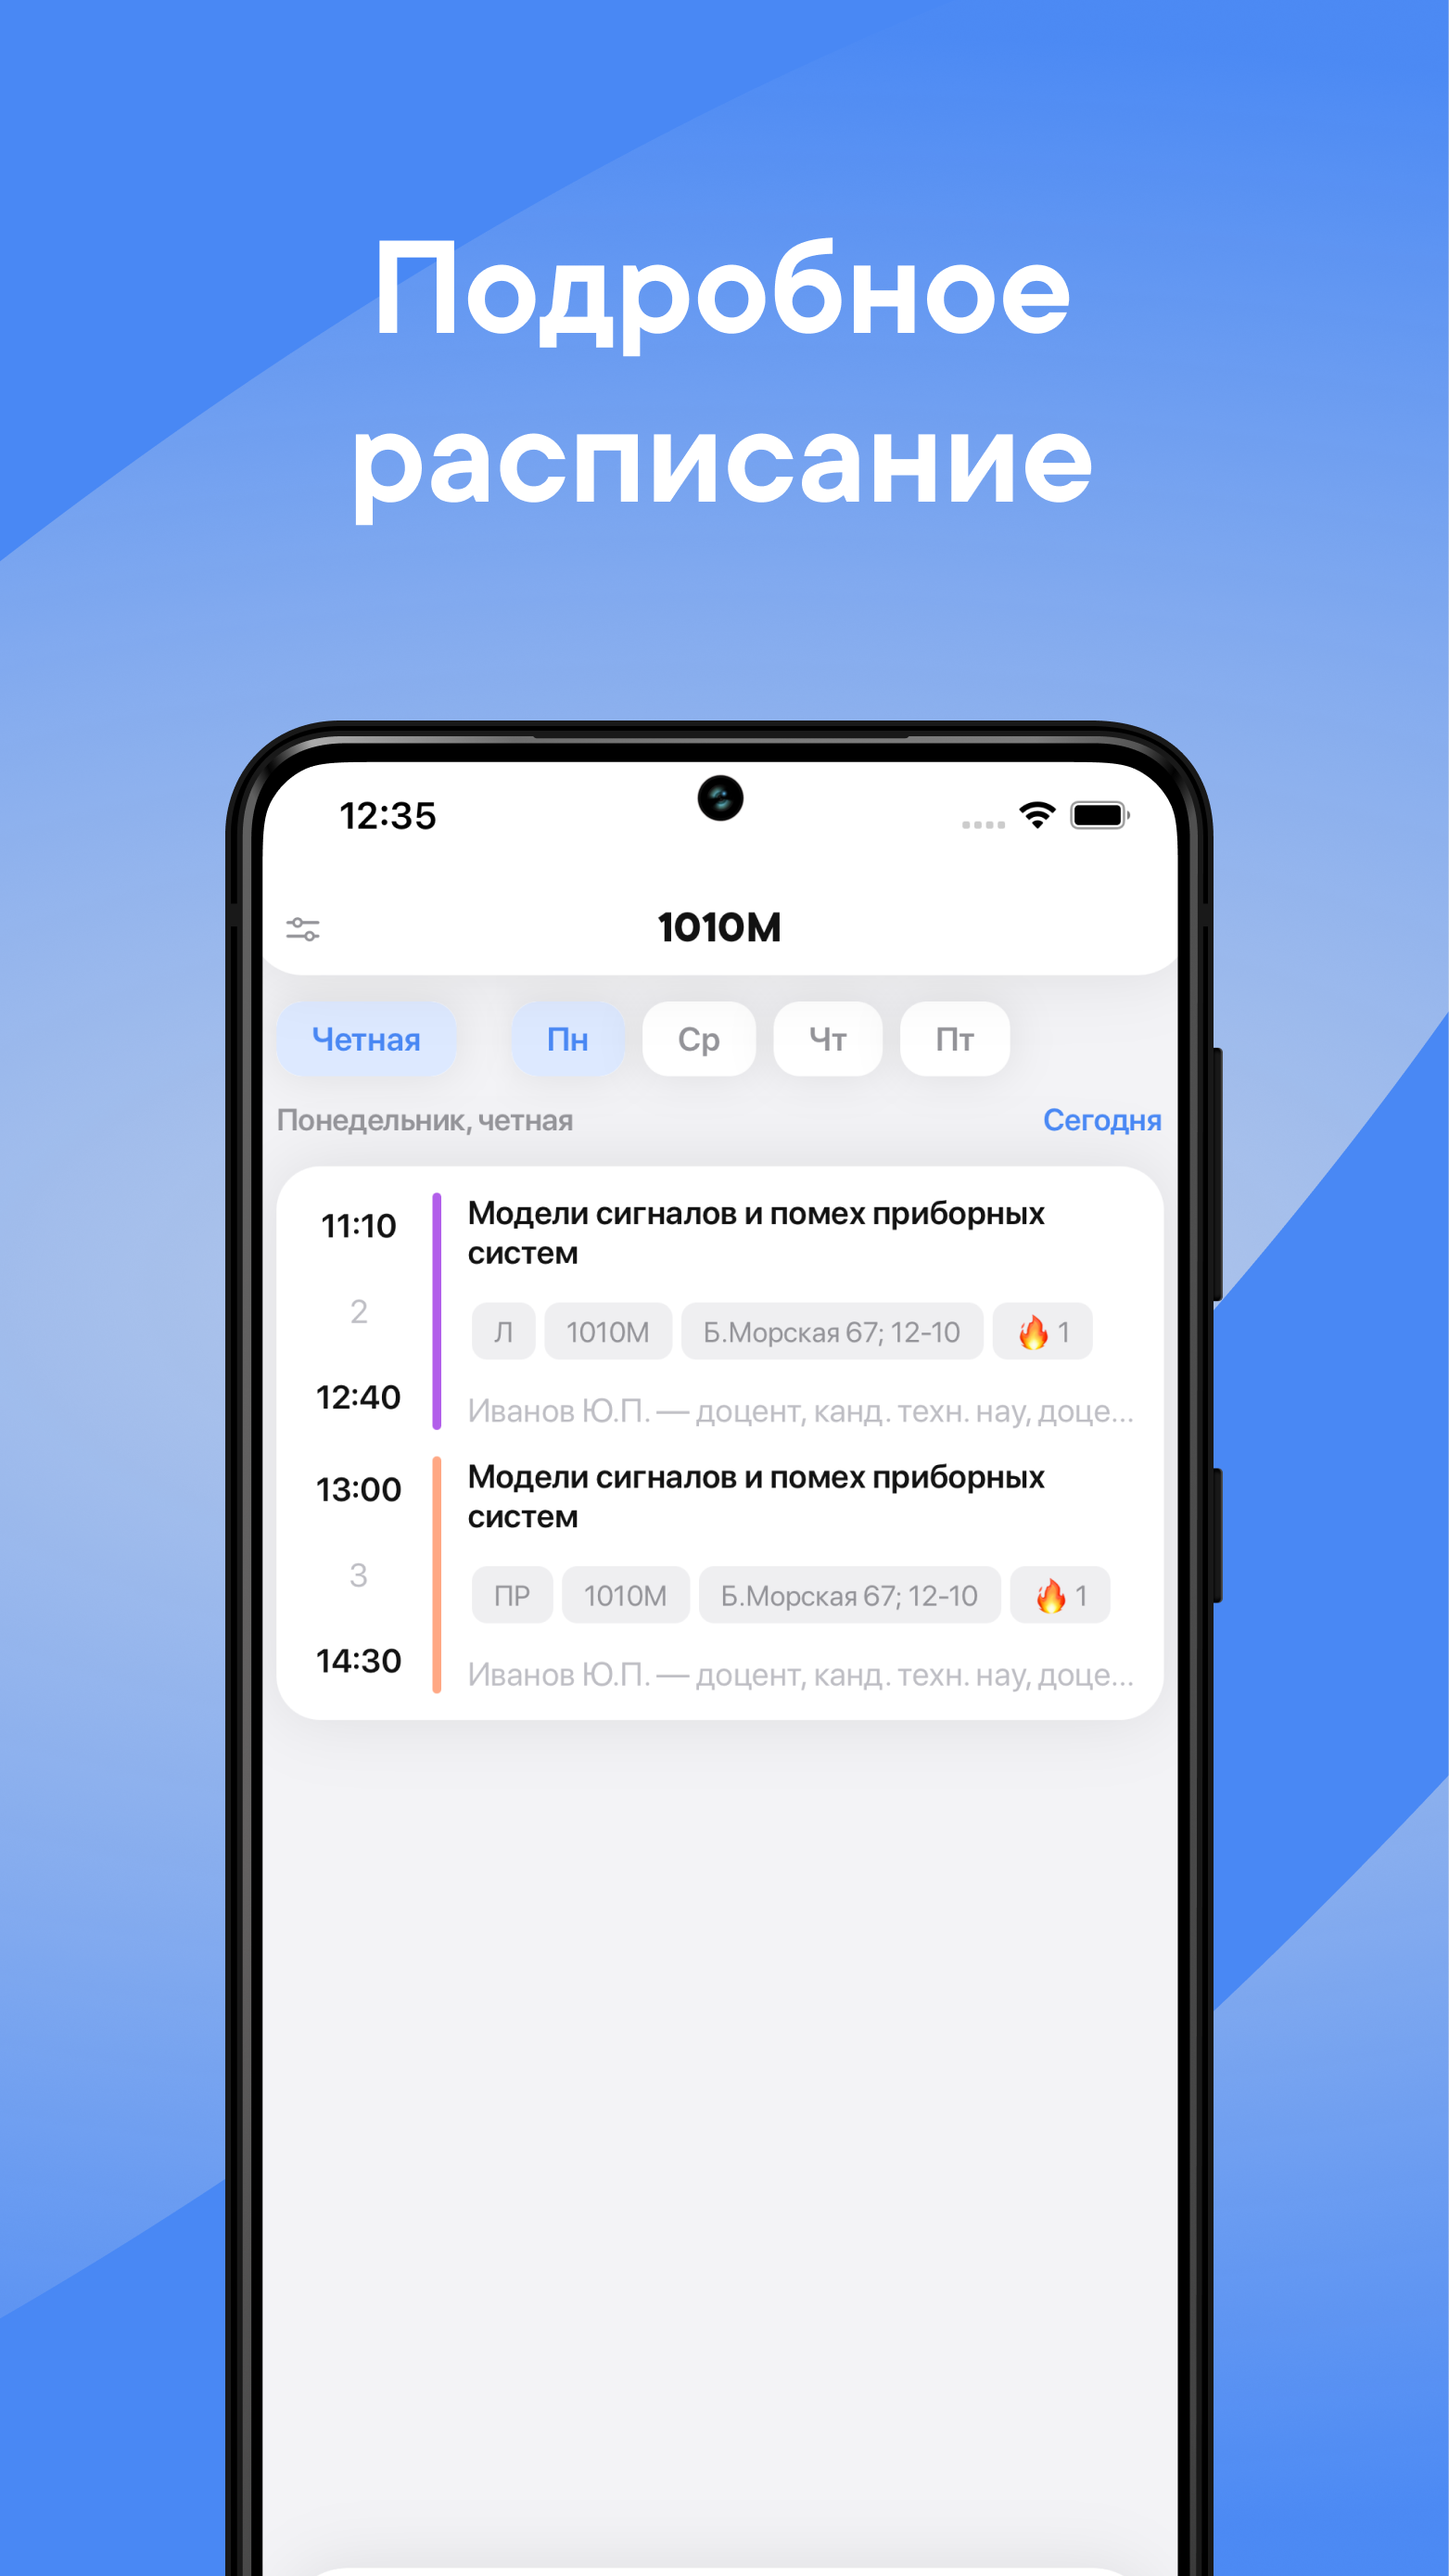 Подробное
расписание
12:35
1010М
Четная Пн Ср Чт Пт
Понедельник, четная Сегодня
11:10
Модели сигналов и помех приборных
систем
2
Л 1010М Б.Морская 67; 12-10 🔥 1
12:40
Иванов Ю.П. — доцент, канд. техн. нау, доце...
13:00
Модели сигналов и помех приборных
систем
3
ПР 1010М Б.Морская 67; 12-10 🔥 1
14:30
Иванов Ю.П. — доцент, канд. техн. нау, доце...